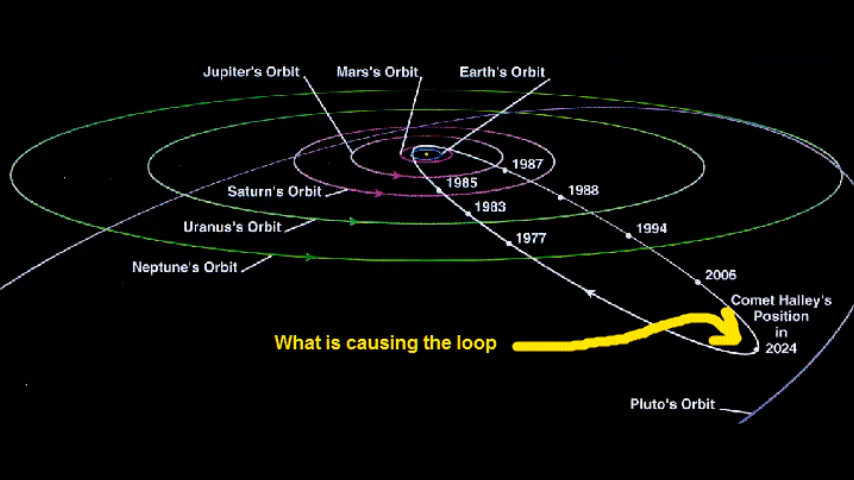 Jupiter's Orbit
Mars's Orbit
Earth's Orbit
1987
1985
Saturn's Orbit
1988
1983
Uranus's Orbit
1994
1977
Neptune's Orbit
2005
Comet Halley's
Position
in
2024
What is causing the loop
Pluto's Orbit